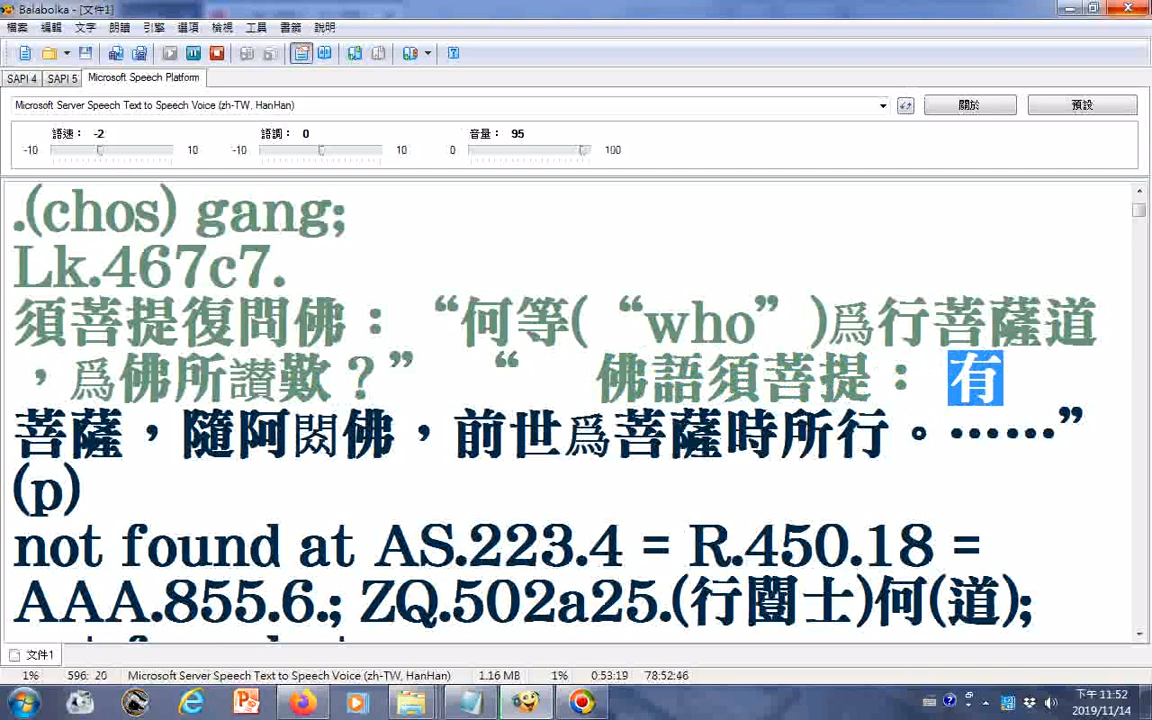 Balabolka - [文件1]
檔案 編輯 文字 朗讀 引擎 選項 檢視 工具 書籤 說明
SAPI 4 SAPI 5 Microsoft Speech Platform
Microsoft Server Speech Text to Speech Voice (zh-TW, HanHan) 關於 預設
語速： -2 語調： 0 音量： 95
-10 10 -10 10 0 100
.(chos) gang;
Lk.467c7.
須菩提復問佛：“何等(“who”)爲行菩薩道
，爲佛所讃歎？” “ 佛語須菩提： 有
菩薩，隨阿閦佛，前世爲菩薩時所行。……”
(p)
not found at AS.223.4 = R.450.18 =
AAA.855.6.; ZQ.502a25.(行闓士)何(道);
文件1
1% 596: 20 Microsoft Server Speech Text to Speech Voice (zh-TW, HanHan) 1.16 MB 1% 0:53:19 78:52:46
下午 11:52
2019/11/14